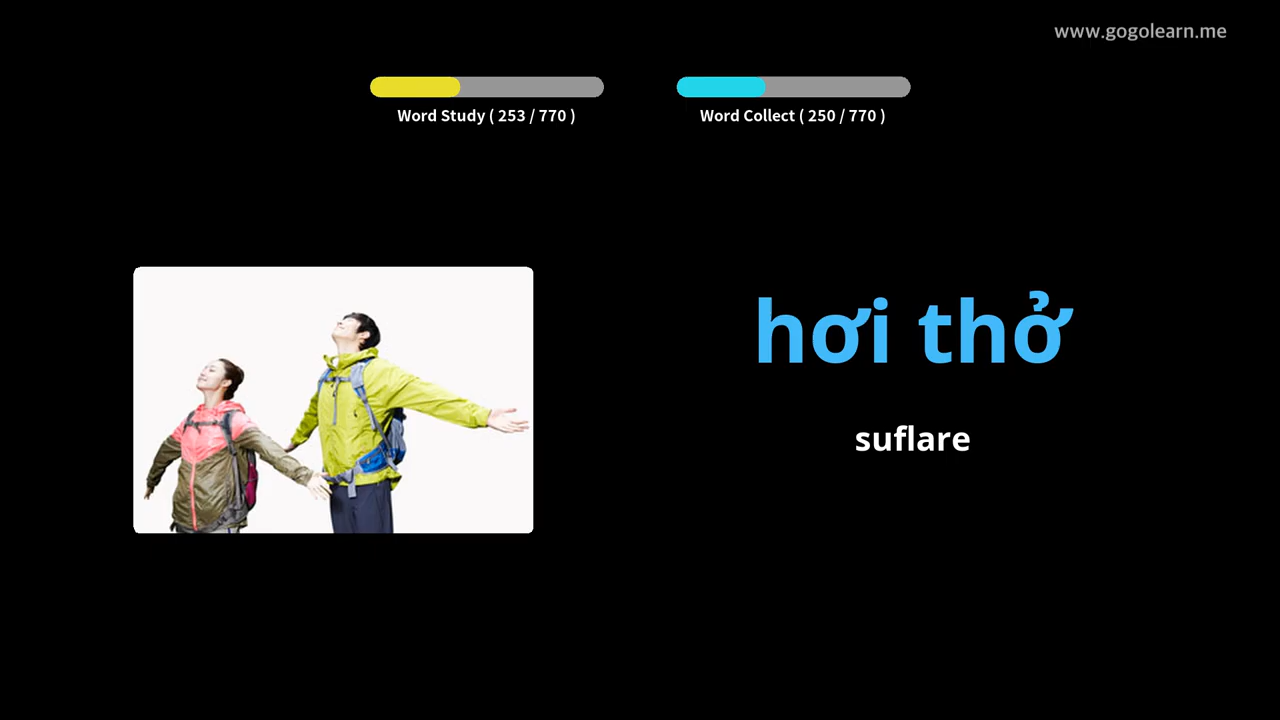 www.gogolearn.me
Word Study ( 253 / 770 )
Word Collect ( 250 / 770 )
hơi thở
suflare